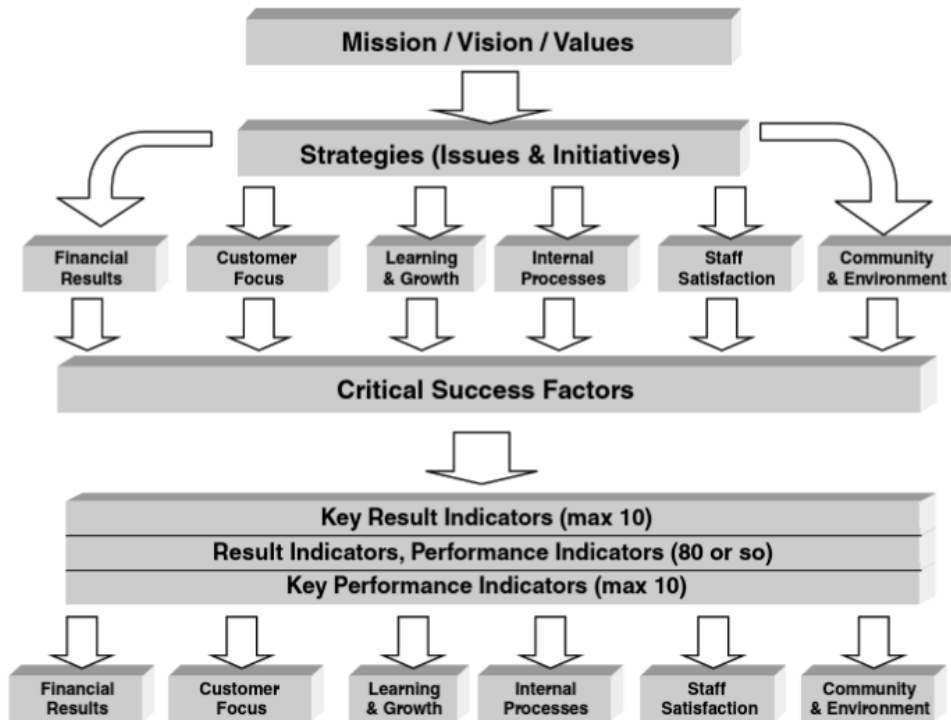 Mission / Vision / Values
Strategies (Issues & Initiatives)
Financial
Results
Customer
Focus
Learning
& Growth
Internal
Processes
Staff
Satisfaction
Community
& Environment
Critical Success Factors
Key Result Indicators (max 10)
Result Indicators, Performance Indicators (80 or so)
Key Performance Indicators (max 10)
Financial
Results
Customer
Focus
Learning
& Growth
Internal
Processes
Staff
Satisfaction
Community
& Environment